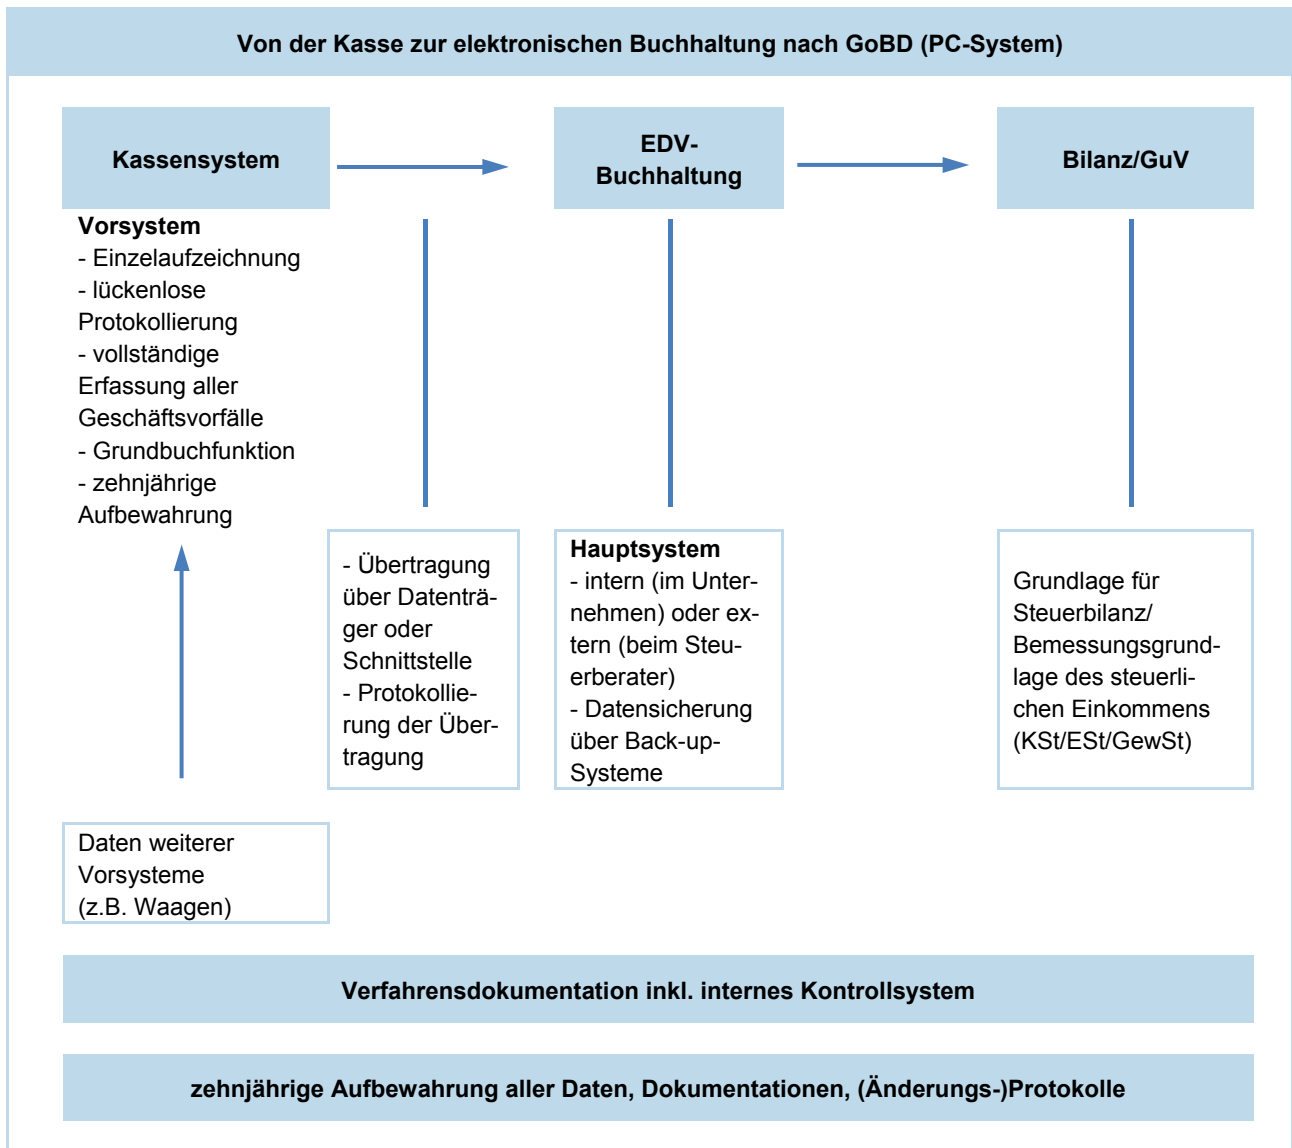 Von der Kasse zur elektronischen Buchhaltung nach GoBD (PC-System)
Kassensystem
EDV-
Buchhaltung
Bilanz/GuV
Vorsystem
- Einzelaufzeichnung
- lückenlose
Protokollierung
- vollständige
Erfassung aller
Geschäftsvorfälle
- Grundbuchfunktion
- zehnjährige
Aufbewahrung
- Übertragung
über Datenträ-
ger oder
Schnittstelle
- Protokollie-
rung der Über-
tragung
Hauptsystem
- intern (im Unter-
nehmen) oder ex-
tern (beim Steu-
erberater)
- Datensicherung
über Back-up-
Systeme
Grundlage für
Steuerbilanz/
Bemessungsgrund-
lage des steuerli-
chen Einkommens
(KSt/ESt/GewSt)
Daten weiterer
Vorsysteme
(z.B. Waagen)
Verfahrensdokumentation inkl. internes Kontrollsystem
zehnjährige Aufbewahrung aller Daten, Dokumentationen, (Änderungs-)Protokolle